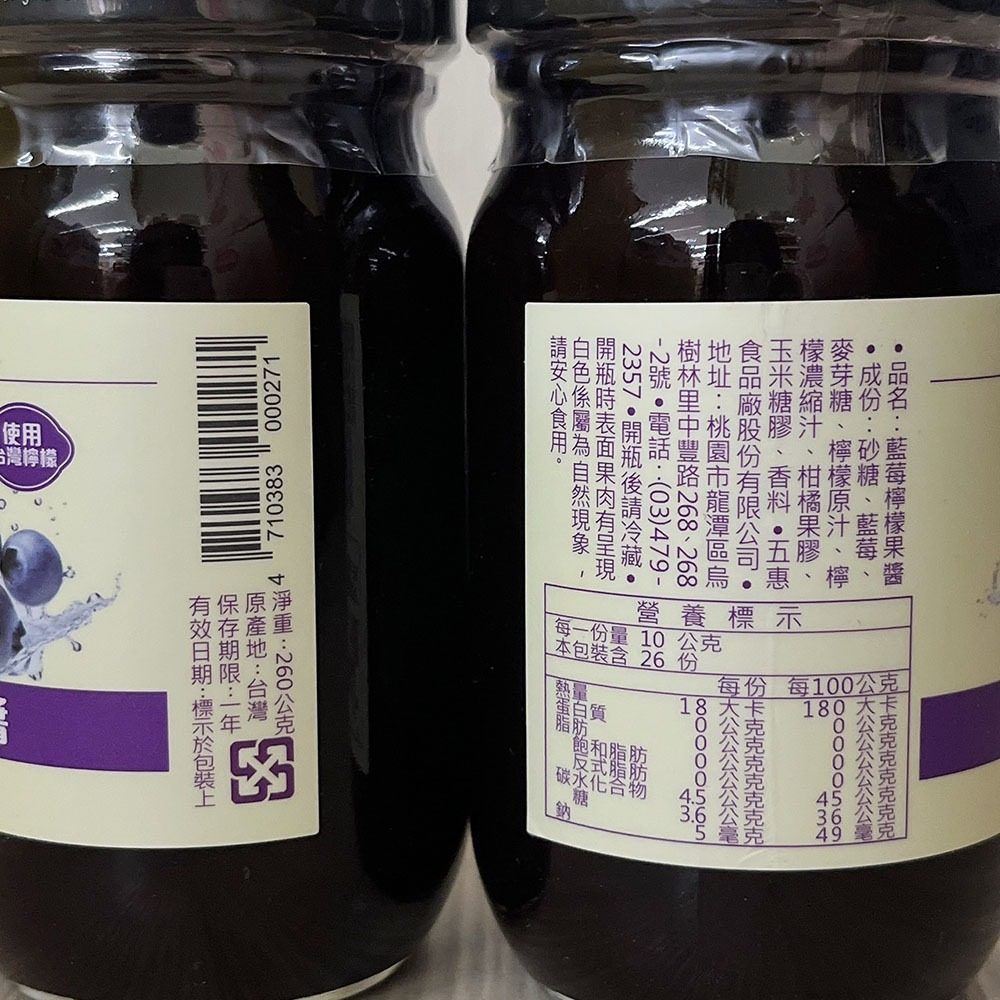 使用
台灣檸檬
醬
4 710383 000271
淨重：260公克
原產地：台灣
保存期限：一年
有效日期：標示於包裝上
•品名：藍莓檸檬果醬
•成份：砂糖、藍莓、
麥芽糖、檸檬原汁、檸
檬濃縮汁、柑橘果膠、
玉米糖膠、香料•五惠
食品廠股份有限公司•
地址：桃園市龍潭區烏
樹林里中豐路268、268
-2號•電話：(03)479-
2357•開瓶後請冷藏•
開瓶時表面果肉有呈現
白色係屬為自然現象，
請安心食用。
營養標示
每一份量 10 公克
本包裝含 26 份
每份 每100公克
熱量 18 大卡 180 大卡
蛋白質 0 公克 0 公克
脂肪 0 公克 0 公克
飽和脂肪 0 公克 0 公克
反式脂肪 0 公克 0 公克
碳水化合物 4.5 公克 45 公克
糖 3.6 公克 36 公克
鈉 5 毫克 49 毫克